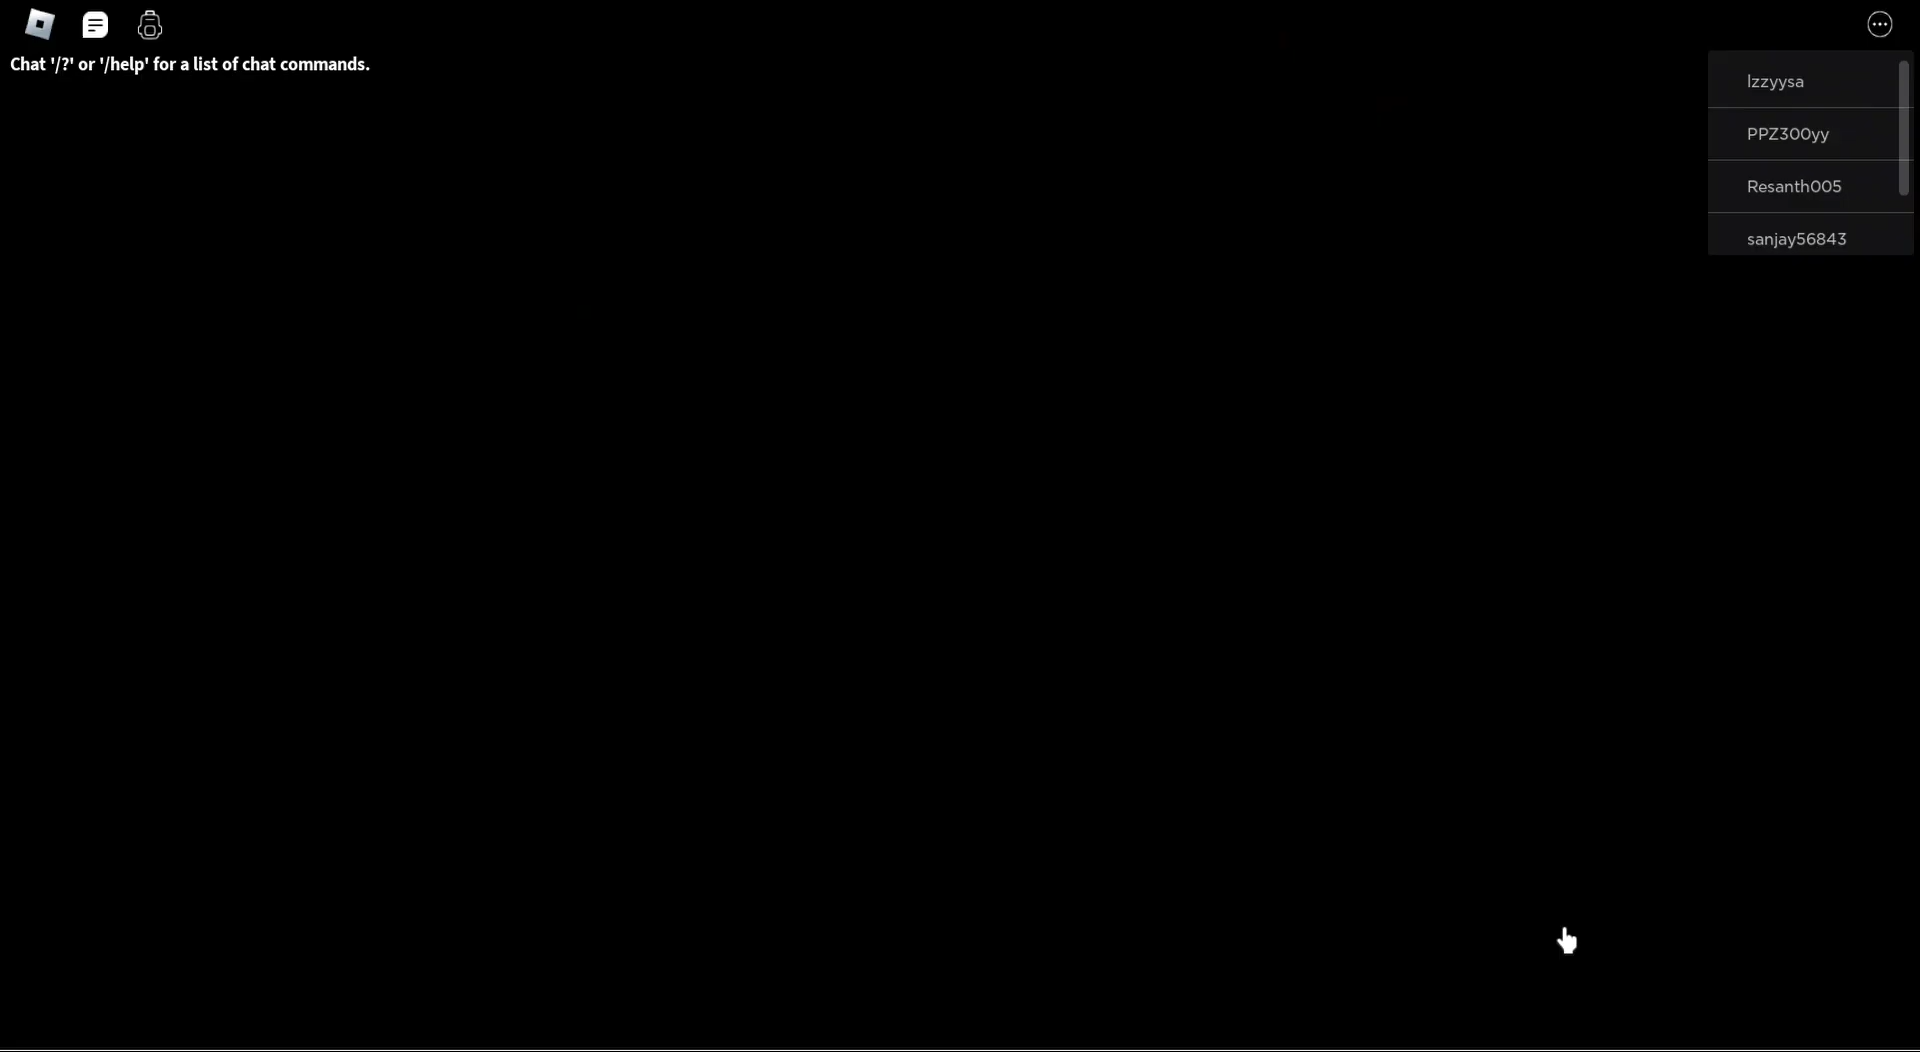 Chat '/?' or '/help' for a list of chat commands.
Izzyysa
PPZ300yy
Resanth005
sanjay56843